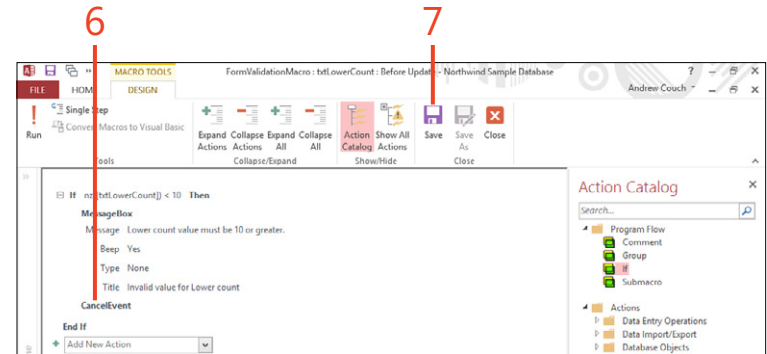 6 7
MACRO TOOLS FormValidationMacro : txtLowerCount : Before Update - Northwind Sample Database ?
FILE HOME DESIGN Andrew Couch
Run Single Step Convert Macros to Visual Basic
Expand Actions Collapse Actions Expand All Collapse All
Action Catalog Show All Actions
Save Save As Close
Tools Collapse/Expand Show/Hide Close
If nz([txtLowerCount]) < 10 Then
MessageBox
Message Lower count value must be 10 or greater.
Beep Yes
Type None
Title Invalid value for Lower count
CancelEvent
End If
Add New Action
Action Catalog
Search...
Program Flow
Comment
Group
If
Submacro
Actions
Data Entry Operations
Data Import/Export
Database Objects